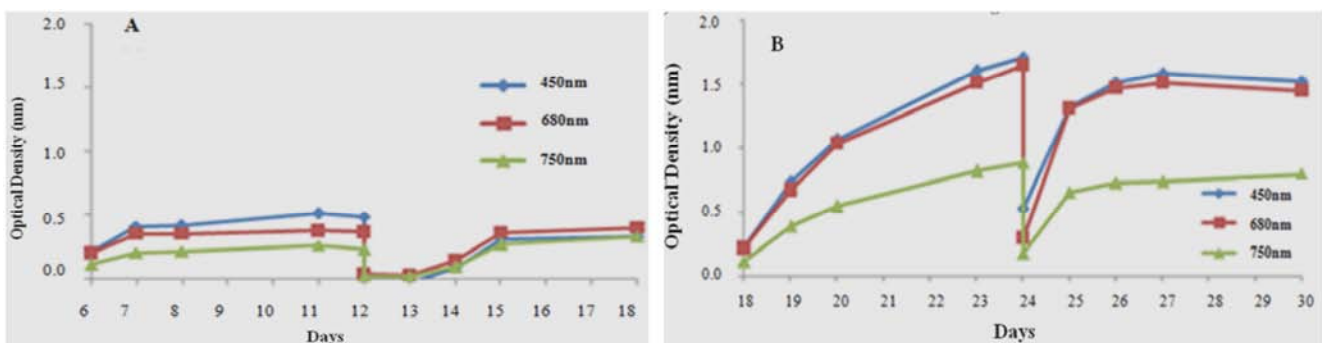 A
2.0
1.5
1.0
0.5
0.0
Optical Density (nm)
450nm
680nm
750nm
6 7 8 9 10 11 12 13 14 15 16 17 18
Days
B
2.0
1.5
1.0
0.5
0.0
Optical Density (nm)
450nm
680nm
750nm
18 19 20 21 22 23 24 25 26 27 28 29 30
Days